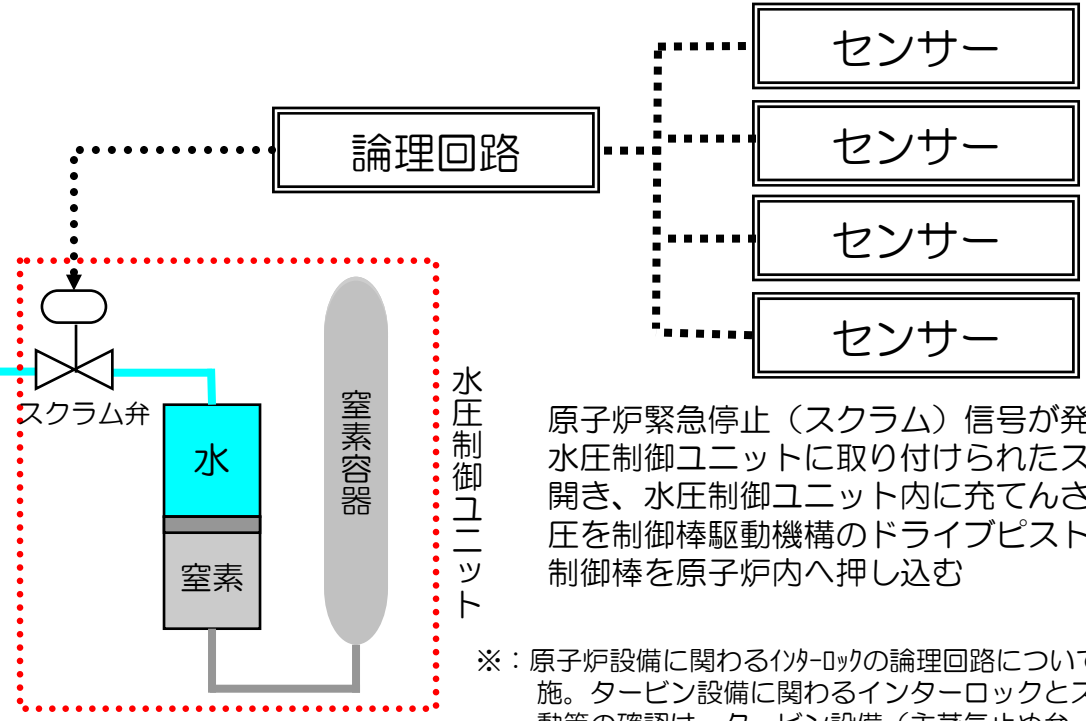 センサー
論理回路
センサー
センサー
センサー
スクラム弁
水
窒素
窒素容器
水圧制御ユニット
原子炉緊急停止（スクラム）信号が発
水圧制御ユニットに取り付けられたス
開き、水圧制御ユニット内に充てんさ
圧を制御棒駆動機構のドライブピスト
制御棒を原子炉内へ押し込む
※：原子炉設備に関わるｲﾝﾀｰﾛｯｸの論理回路について
施。タービン設備に関わるインターロックとス